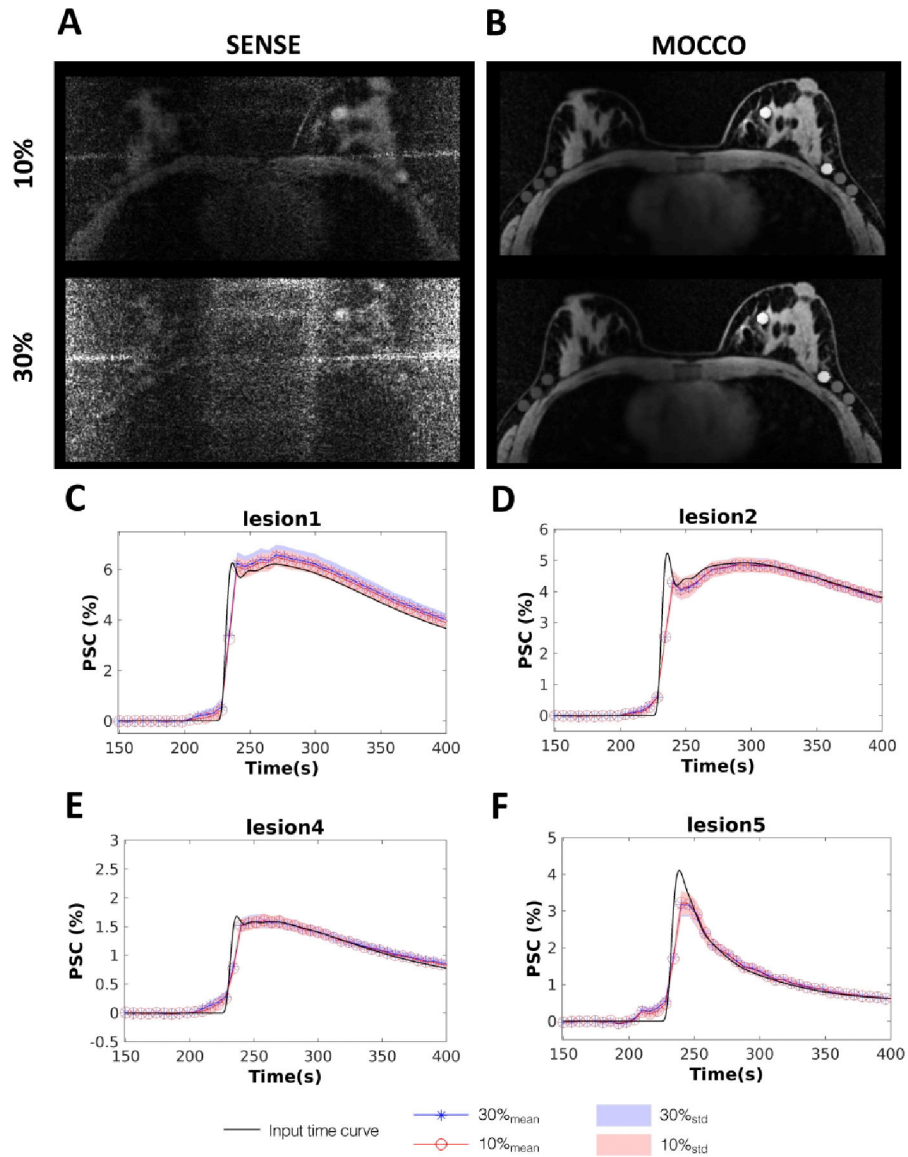 A
SENSE
B
MOCCO
10%
30%
C
lesion1
PSC (%)
6
4
2
0
150 200 250 300 350 400
Time(s)
D
lesion2
PSC (%)
6
5
4
3
2
1
0
150 200 250 300 350 400
Time(s)
E
lesion4
PSC (%)
3
2.5
2
1.5
1
0.5
0
-0.5
150 200 250 300 350 400
Time(s)
F
lesion5
PSC (%)
5
4
3
2
1
0
150 200 250 300 350 400
Time(s)
Input time curve
30%mean
30%std
10%mean
10%std